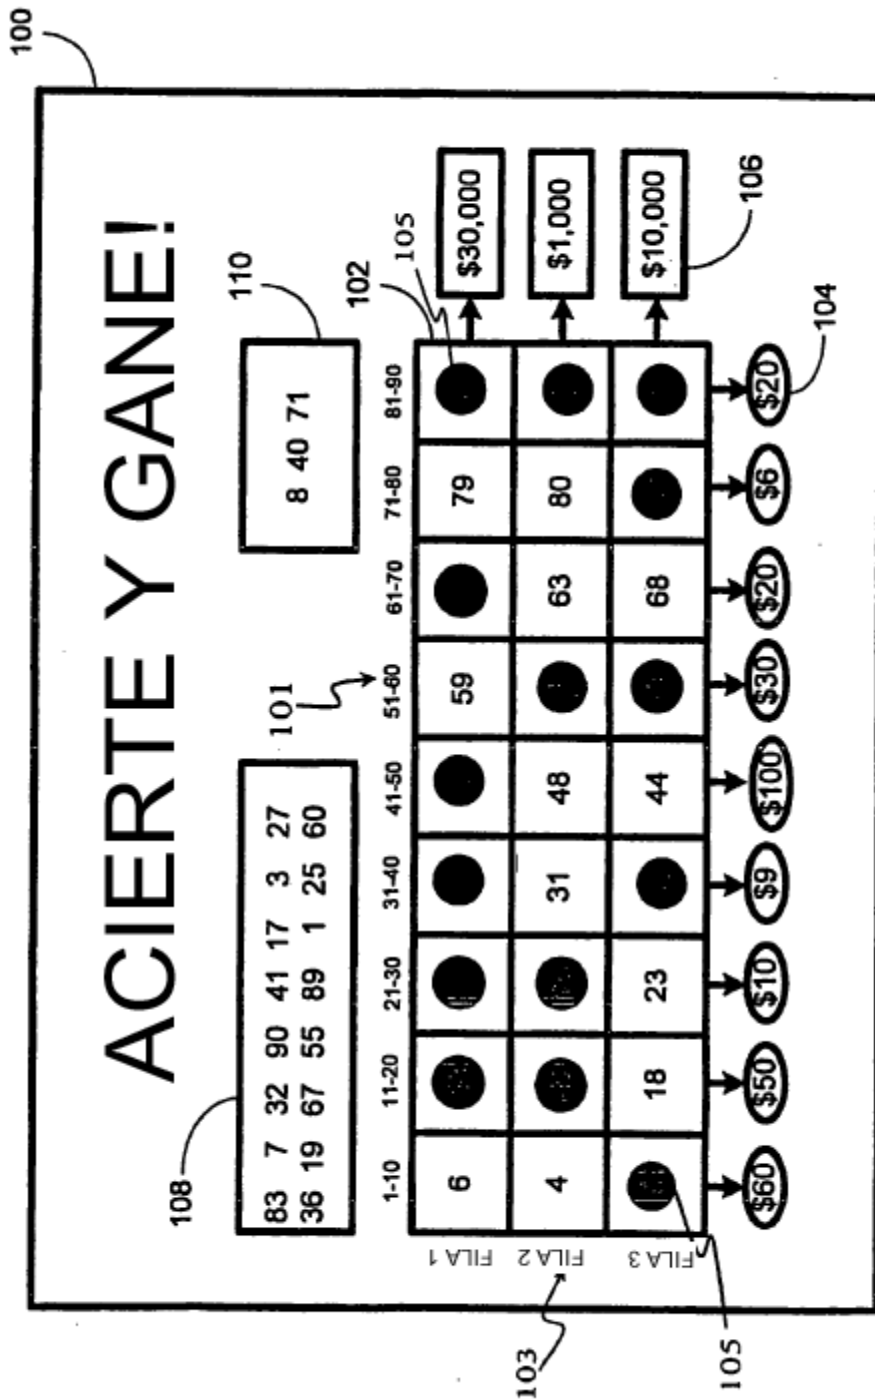 100
ACIERTE Y GANE!
108
110
83 7 32 90 41 17 3 27
36 19 67 55 89 1 25 60
8 40 71
101
102
105
1-10 11-20 21-30 31-40 41-50 51-60 61-70 71-80 81-90
FILA 1 6 59 79 $30,000
FILA 2 4 31 48 63 80 $1,000
FILA 3 18 23 44 68 $10,000
103
105
106
$60 $50 $10 $9 $100 $30 $20 $6 $20
104